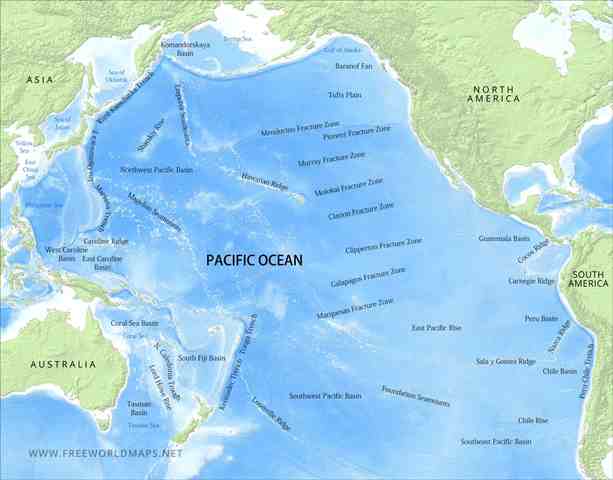 Komandorskaya
Basin
Bering Sea
Gulf of Alaska
Baranof Fan
ASIA
Sea of
Okhotsk
Tufts Plain
NORTH
AMERICA
Emperor Seamounts
Shatsky Rise
Sea of
Japan
Mendocino Fracture Zone
Pioneer Fracture Zone
Yellow
Sea
East
China
Sea
Murray Fracture Zone
Northwest Pacific Basin
Hawaiian Ridge
Molokai Fracture Zone
Philippine Sea
Mariana Trench
Magellan Seamounts
Clarion Fracture Zone
Caroline Ridge
West Caroline
Basin
East Caroline
Basin
Clipperton Fracture Zone
Guatemala Basin
Cocos Ridge
PACIFIC OCEAN
Galapagos Fracture Zone
Carnegie Ridge
SOUTH
AMERICA
Marquesas Fracture Zone
Coral Sea Basin
Coral Sea
Tonga Trench
East Pacific Rise
Peru Basin
Nazca Ridge
AUSTRALIA
South Fiji Basin
N. Caledonia Trough
Lord Howe Rise
Kermadec Trench
Sala y Gomez Ridge
Chile Basin
Peru-Chile Trench
Southwest Pacific Basin
Foundation Seamounts
Tasman
Basin
Tasman Sea
Louisville Ridge
Chile Rise
Southeast Pacific Basin
WWW.FREEWORLDMAPS.NET